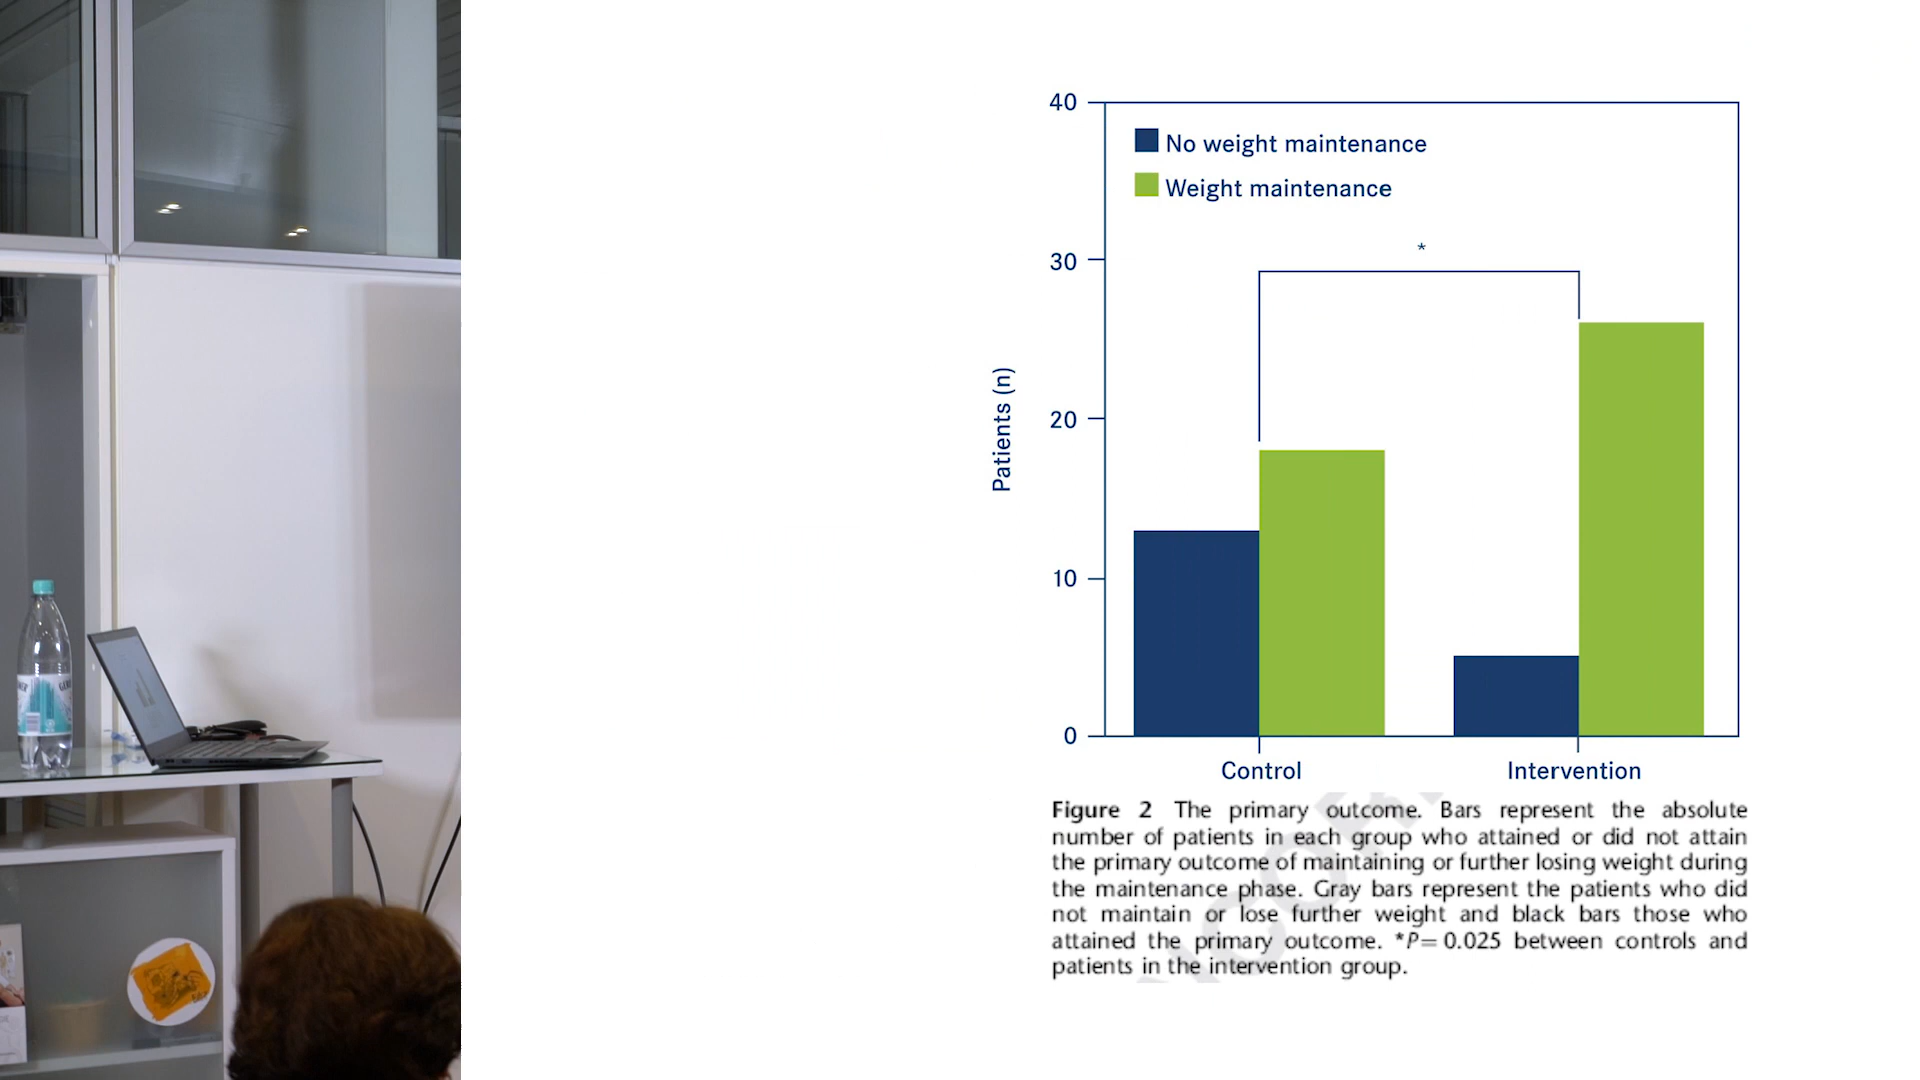 40
No weight maintenance
Weight maintenance
*
30
20
10
0
Patients (n)
Control
Intervention
Figure 2 The primary outcome. Bars represent the absolute
number of patients in each group who attained or did not attain
the primary outcome of maintaining or further losing weight during
the maintenance phase. Gray bars represent the patients who did
not maintain or lose further weight and black bars those who
attained the primary outcome. *P= 0.025 between controls and
patients in the intervention group.